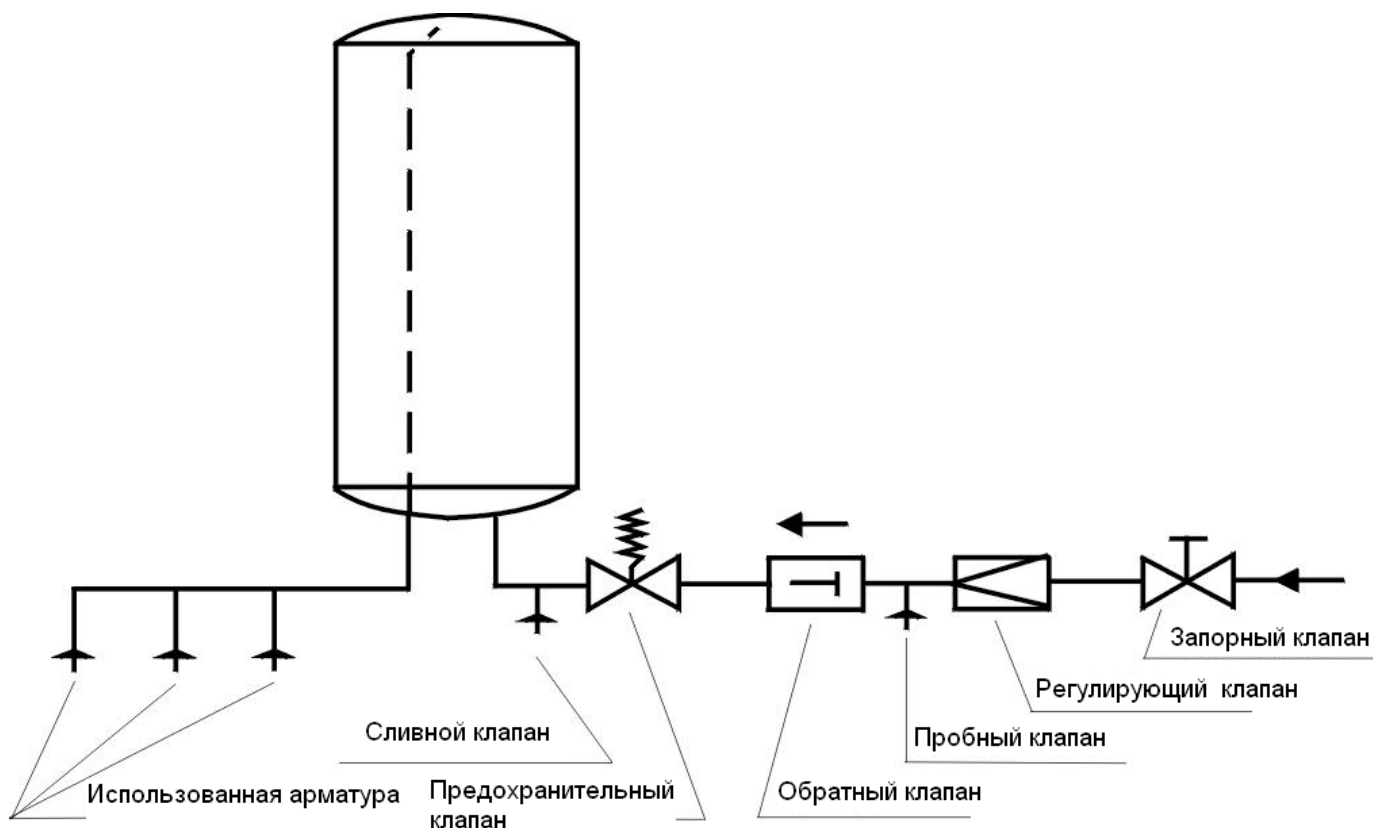 Запорный клапан
Регулирующий клапан
Сливной клапан
Пробный клапан
Использованная арматура
Предохранительный
клапан
Обратный клапан